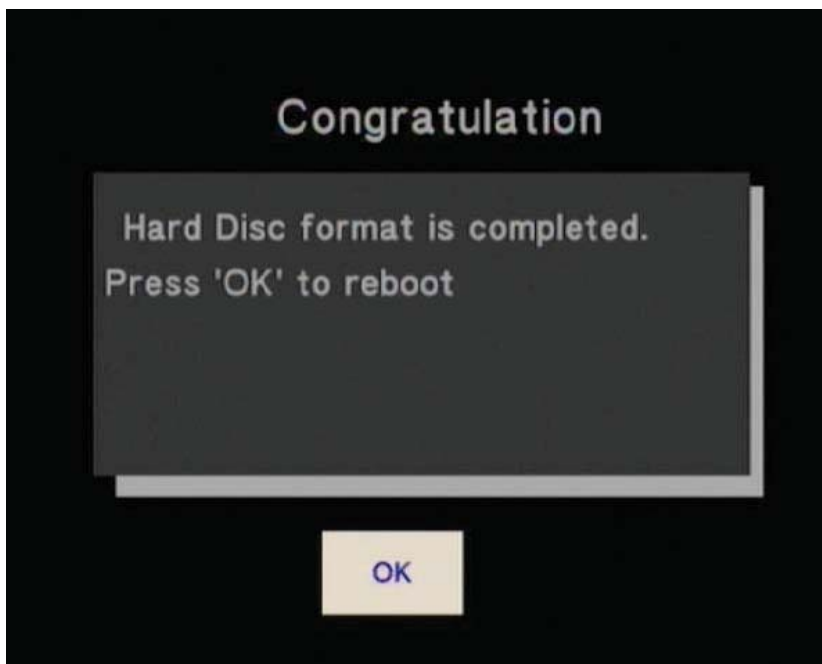 Congratulation
Hard Disc format is completed.
Press 'OK' to reboot
OK